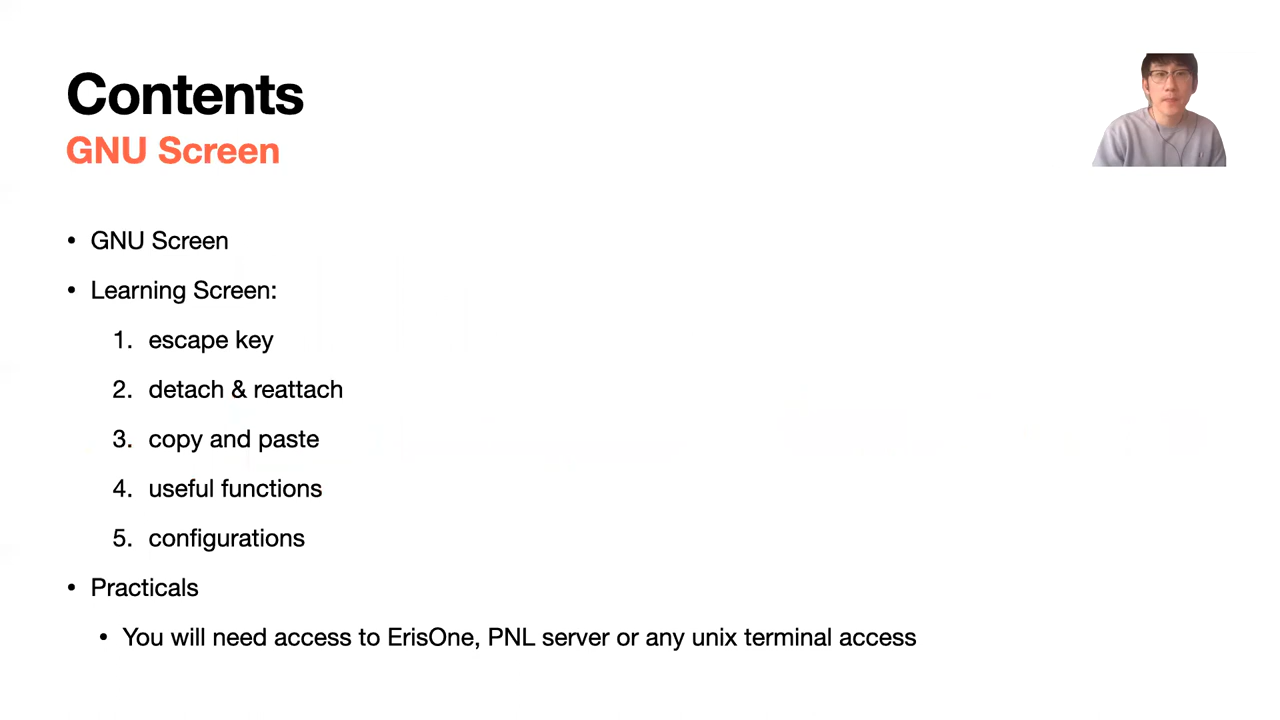 Contents
GNU Screen
• GNU Screen
• Learning Screen:
1. escape key
2. detach & reattach
3. copy and paste
4. useful functions
5. configurations
• Practicals
• You will need access to ErisOne, PNL server or any unix terminal access